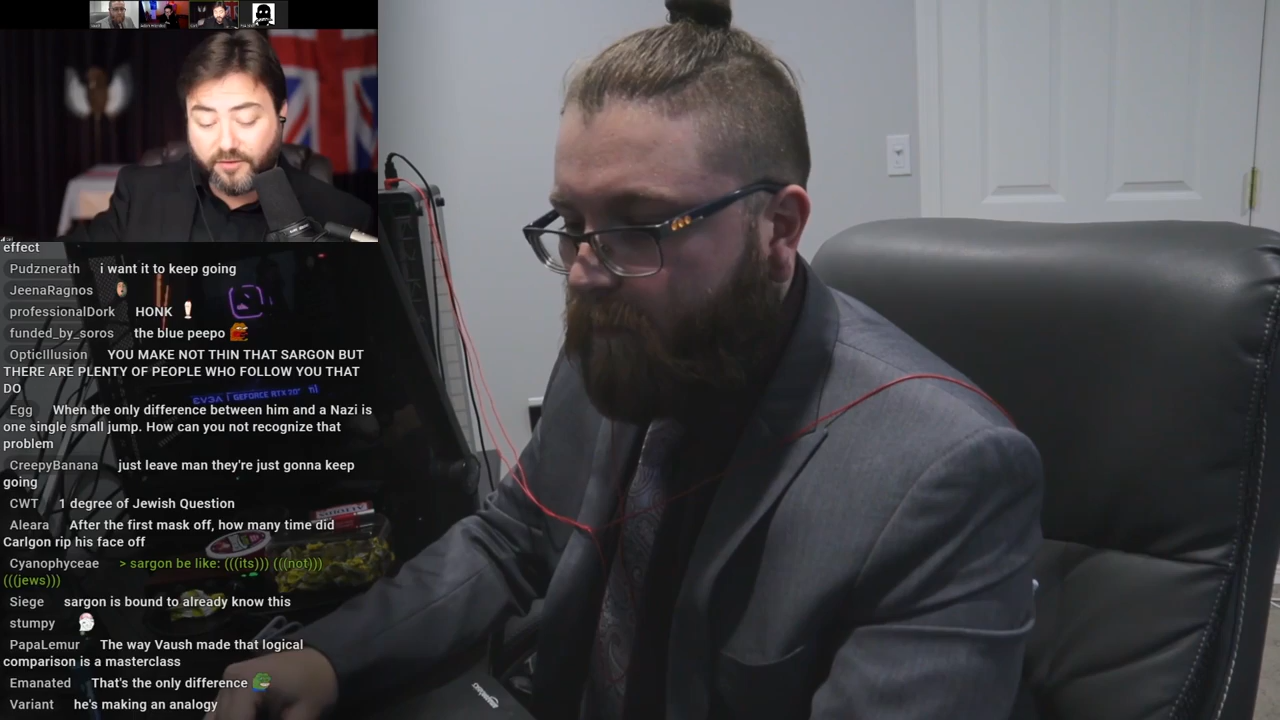 effect
Pudznerath i want it to keep going
JeenaRagnos
professionalDork HONK
funded_by_soros the blue peepo
OpticIllusion YOU MAKE NOT THIN THAT SARGON BUT
THERE ARE PLENTY OF PEOPLE WHO FOLLOW YOU THAT
DO
EVGA GEFORCE RTX 20
Egg When the only difference between him and a Nazi is
one single small jump. How can you not recognize that
problem
CreepyBanana just leave man they're just gonna keep
going
CWT 1 degree of Jewish Question
Aleara After the first mask off, how many time did
Carlgon rip his face off
Cyanophyceae > sargon be like: (((its))) (((not)))
(((jews)))
Siege sargon is bound to already know this
stumpy
PapaLemur The way Vaush made that logical
comparison is a masterclass
Emanated That's the only difference
Variant he's making an analogy